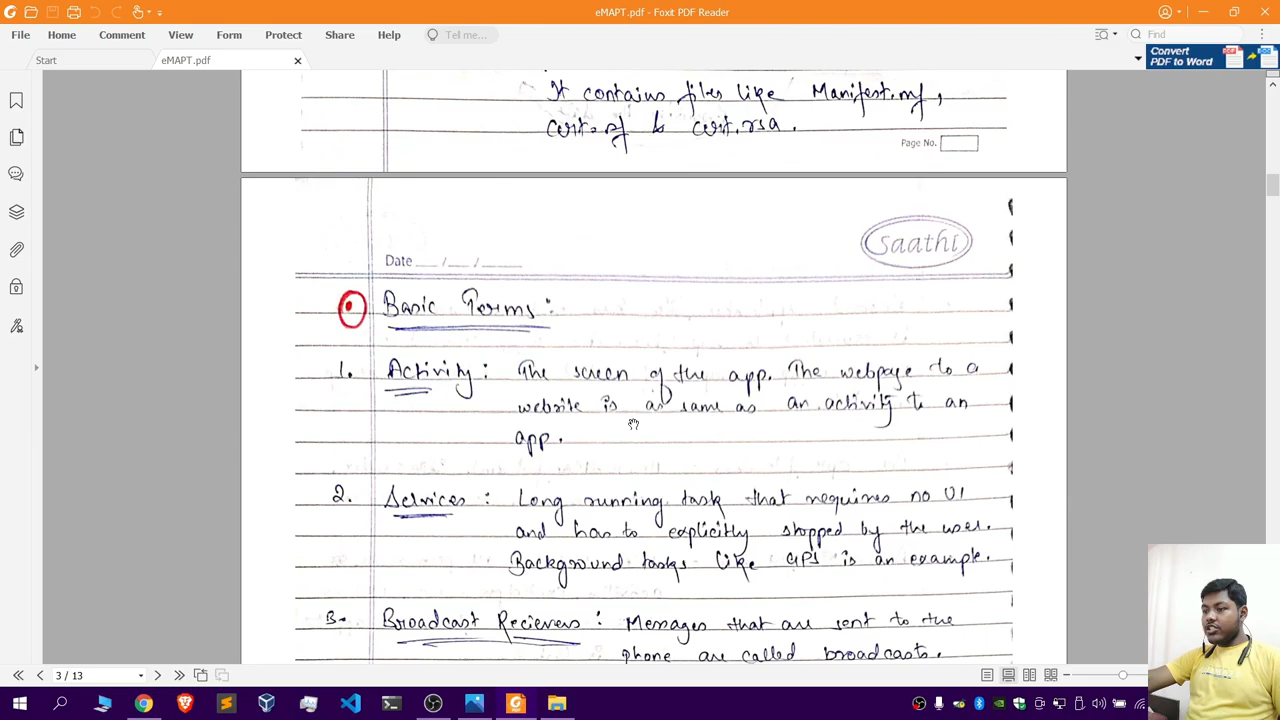 eMAPT.pdf - Foxit PDF Reader
File Home Comment View Form Protect Share Help Tell me... Find
Start eMAPT.pdf
Convert
PDF to Word
It contains files like Manifest.mf,
cert.sf & cert.rsa.
Page No.
saathi
Date __/__/____
Basic Terms:
1. Activity: The screen of the app. The webpage to a
website is as same as an activity to an
app.
2. Services: Long running task that requires no UI
and has to explicitly stopped by the user.
Background tasks like GPS is an example.
3. Broadcast Recievers: Messages that are sent to the
phone are called broadcasts.
3 / 13